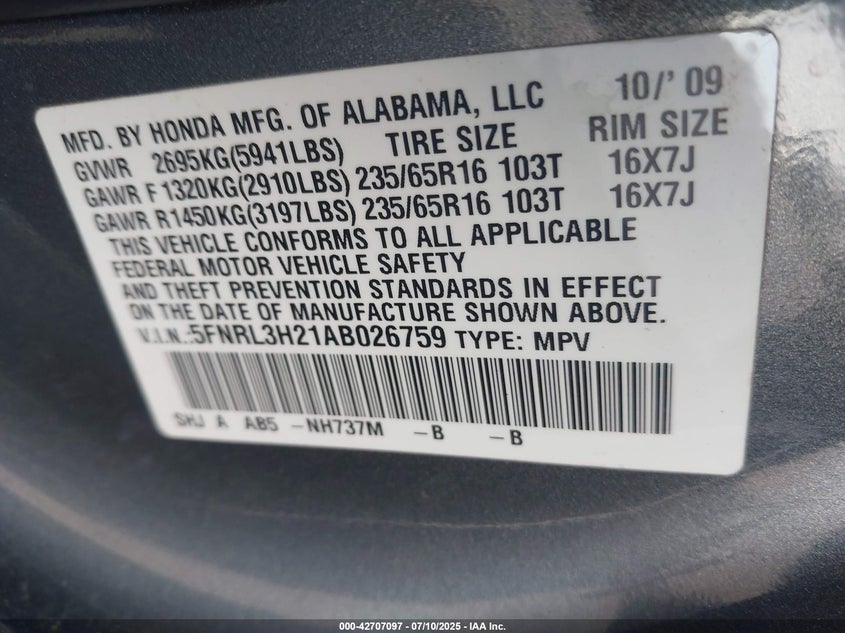 MFD. BY HONDA MFG. OF ALABAMA, LLC 10/'09
GVWR 2695KG(5941LBS) TIRE SIZE RIM SIZE
GAWR F1320KG(2910LBS) 235/65R16 103T 16X7J
GAWR R1450KG(3197LBS) 235/65R16 103T 16X7J
THIS VEHICLE CONFORMS TO ALL APPLICABLE
FEDERAL MOTOR VEHICLE SAFETY
AND THEFT PREVENTION STANDARDS IN EFFECT
ON THE DATE OF MANUFACTURE SHOWN ABOVE.
V.I.N.:5FNRL3H21AB026759 TYPE: MPV
SHJ A AB5 -NH737M -B -B
000-42707097 - 07/10/2025 - IAA Inc.